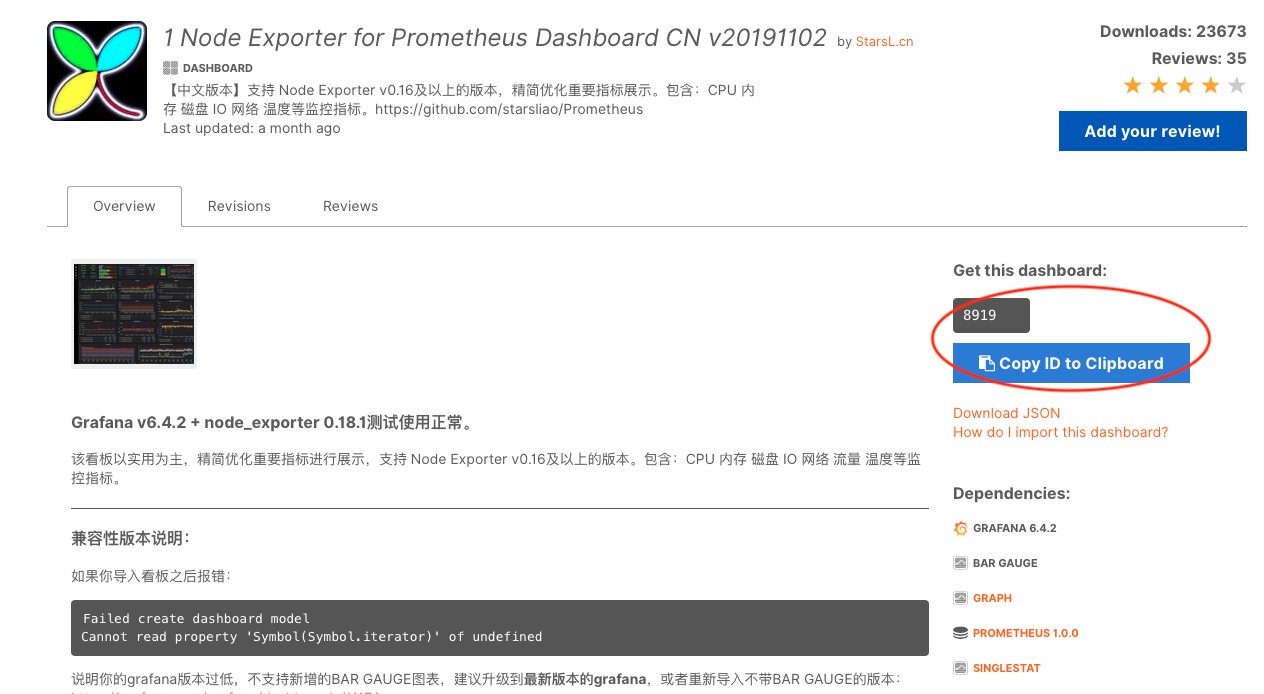 1 Node Exporter for Prometheus Dashboard CN v20191102 by StarsL.cn
DASHBOARD
【中文版本】支持 Node Exporter v0.16及以上的版本，精简优化重要指标展示。包含：CPU 内
存 磁盘 IO 网络 温度等监控指标。https://github.com/starsliao/Prometheus
Last updated: a month ago
Downloads: 23673
Reviews: 35
Add your review!
Overview
Revisions
Reviews
Get this dashboard:
8919
Copy ID to Clipboard
Download JSON
How do I import this dashboard?
Grafana v6.4.2 + node_exporter 0.18.1测试使用正常。
该看板以实用为主，精简优化重要指标进行展示，支持 Node Exporter v0.16及以上的版本。包含：CPU 内存 磁盘 IO 网络 流量 温度等监
控指标。
兼容性版本说明：
如果你导入看板之后报错：
Failed create dashboard model
Cannot read property 'Symbol(Symbol.iterator)' of undefined
说明你的grafana版本过低，不支持新增的BAR GAUGE图表，建议升级到最新版本的grafana，或者重新导入不带BAR GAUGE的版本：
Dependencies:
GRAFANA 6.4.2
BAR GAUGE
GRAPH
PROMETHEUS 1.0.0
SINGLESTAT